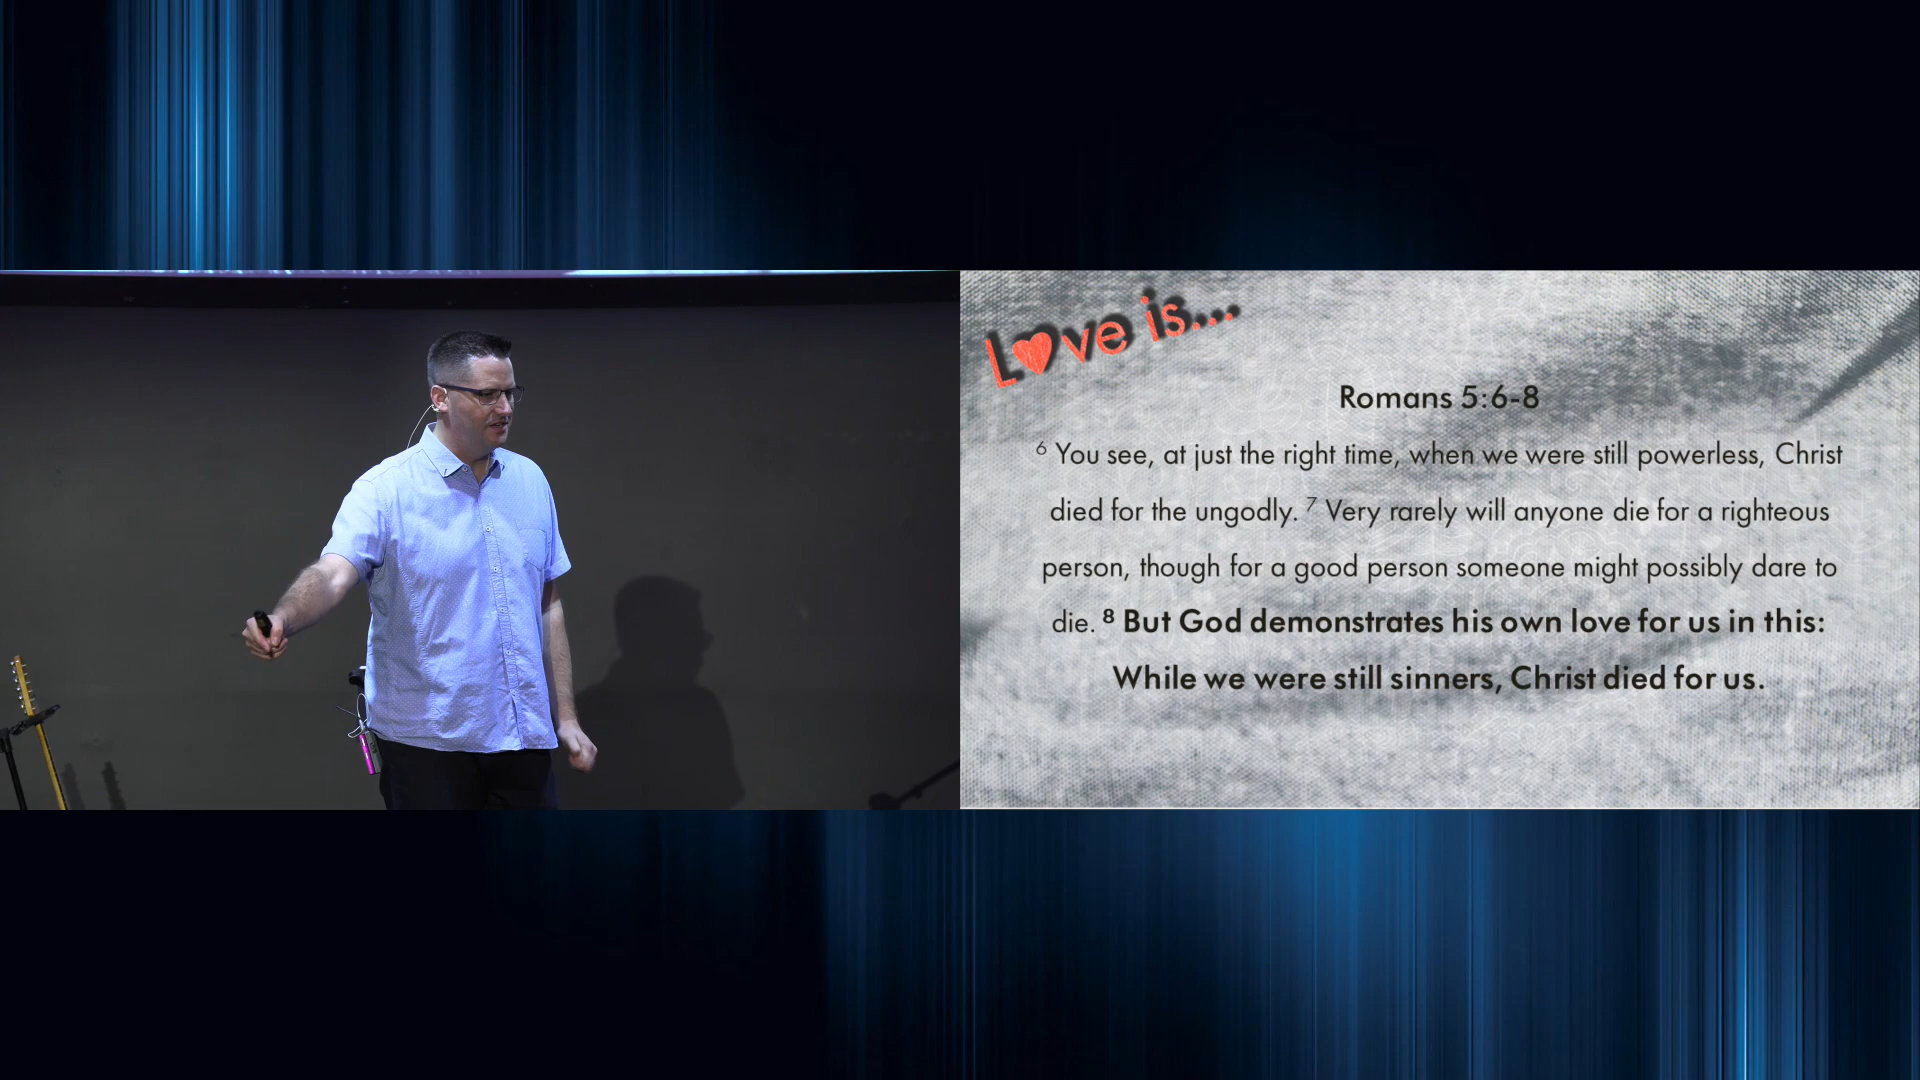 Love is...
Romans 5:6-8
6 You see, at just the right time, when we were still powerless, Christ
died for the ungodly. 7 Very rarely will anyone die for a righteous
person, though for a good person someone might possibly dare to
die. 8 But God demonstrates his own love for us in this:
While we were still sinners, Christ died for us.